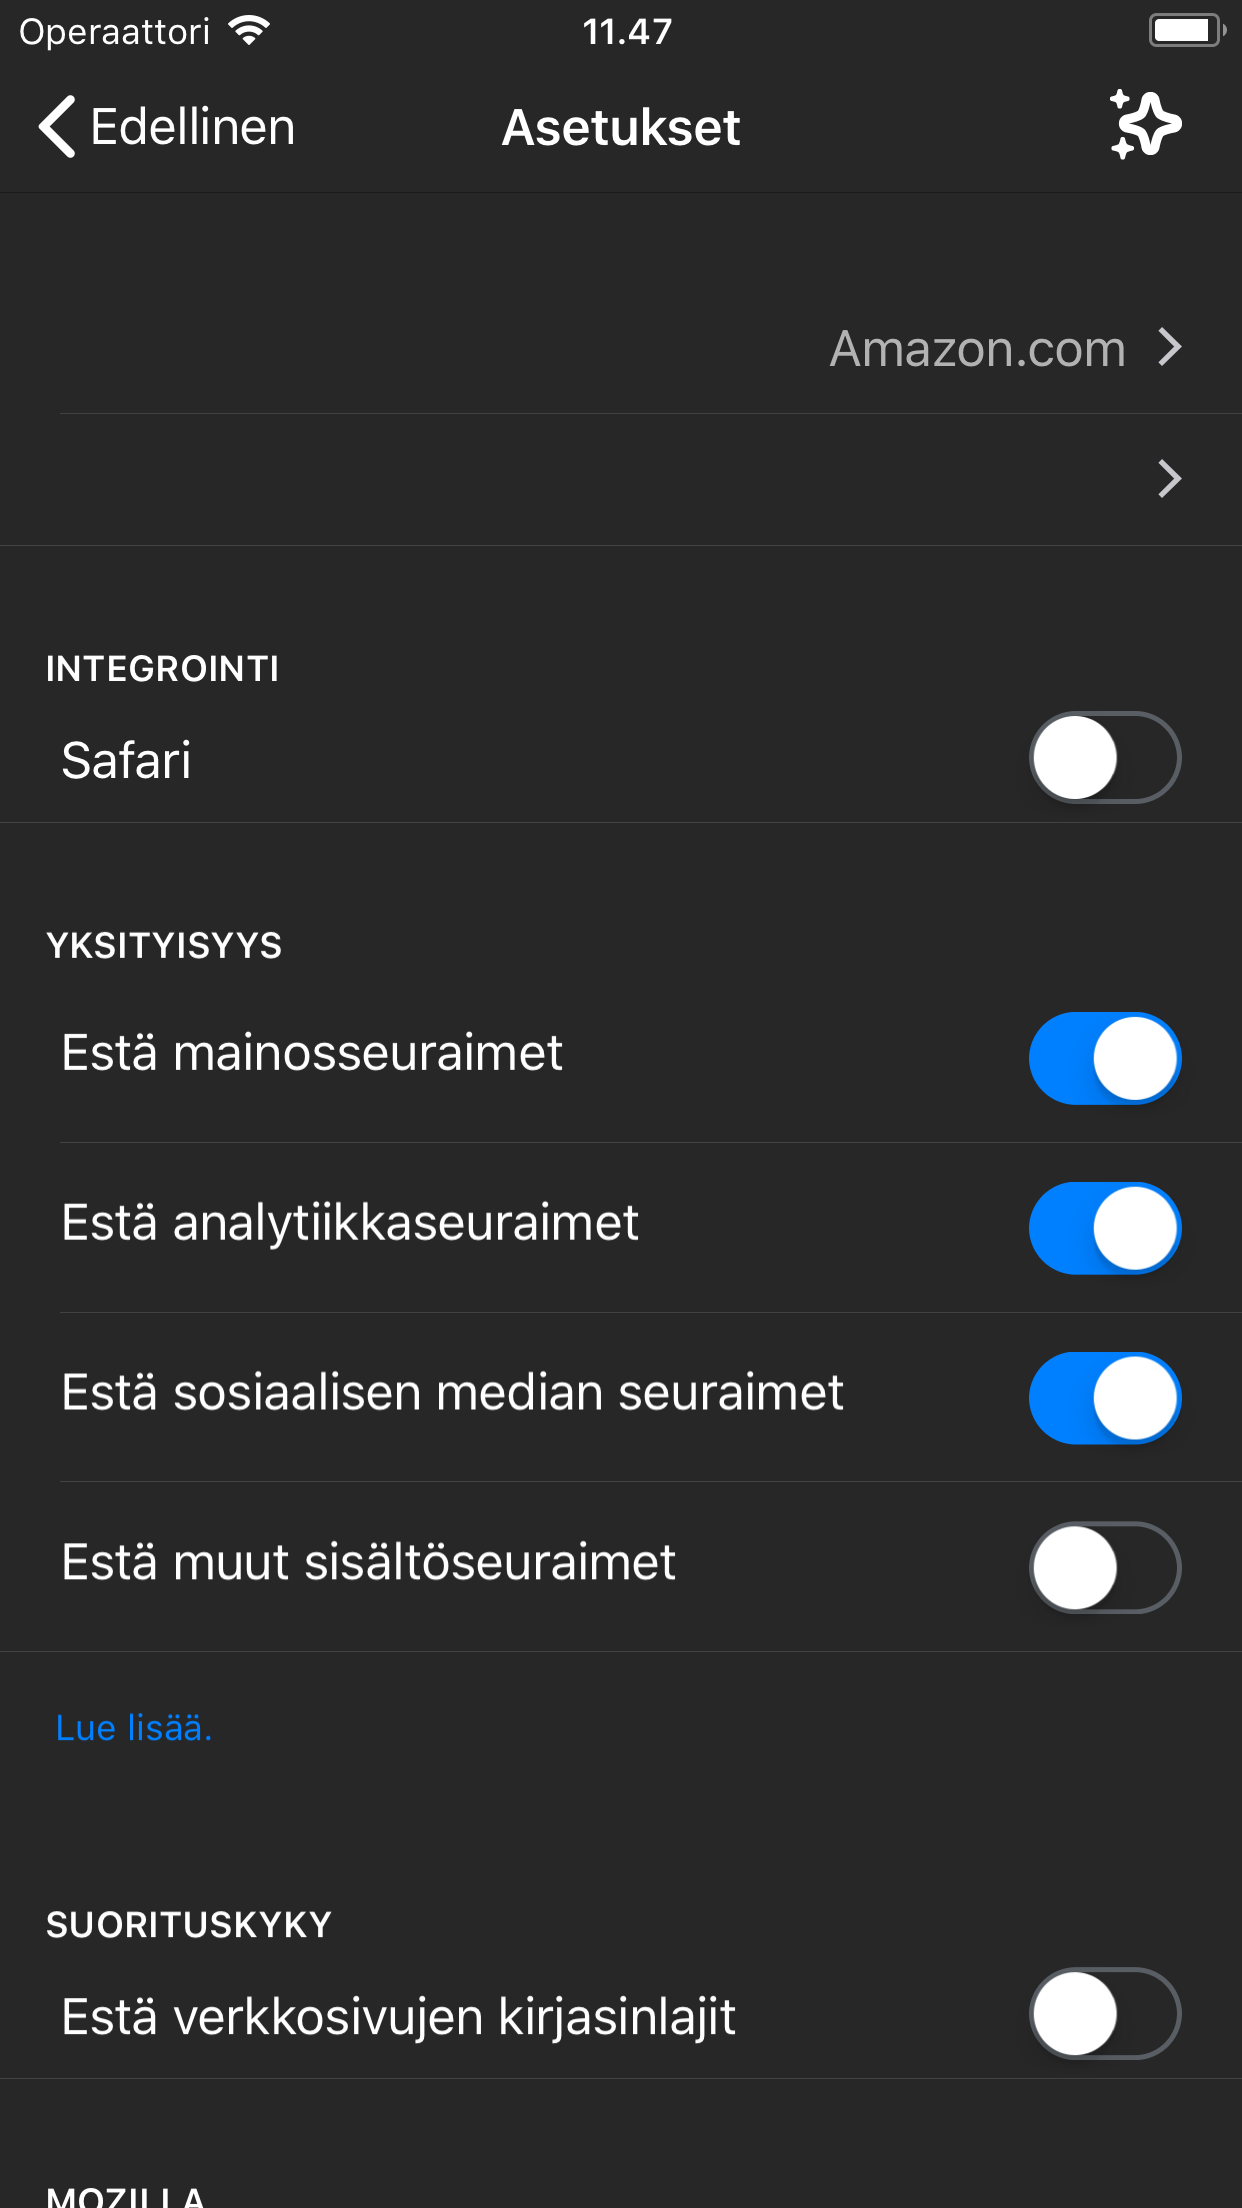 Operaattori
11.47
Edellinen
Asetukset
Amazon.com
INTEGROINTI
Safari
YKSITYISYYS
Estä mainosseuraimet
Estä analytiikkaseuraimet
Estä sosiaalisen median seuraimet
Estä muut sisältöseuraimet
Lue lisää.
SUORITUSKYKY
Estä verkkosivujen kirjasinlajit
MOZILLA